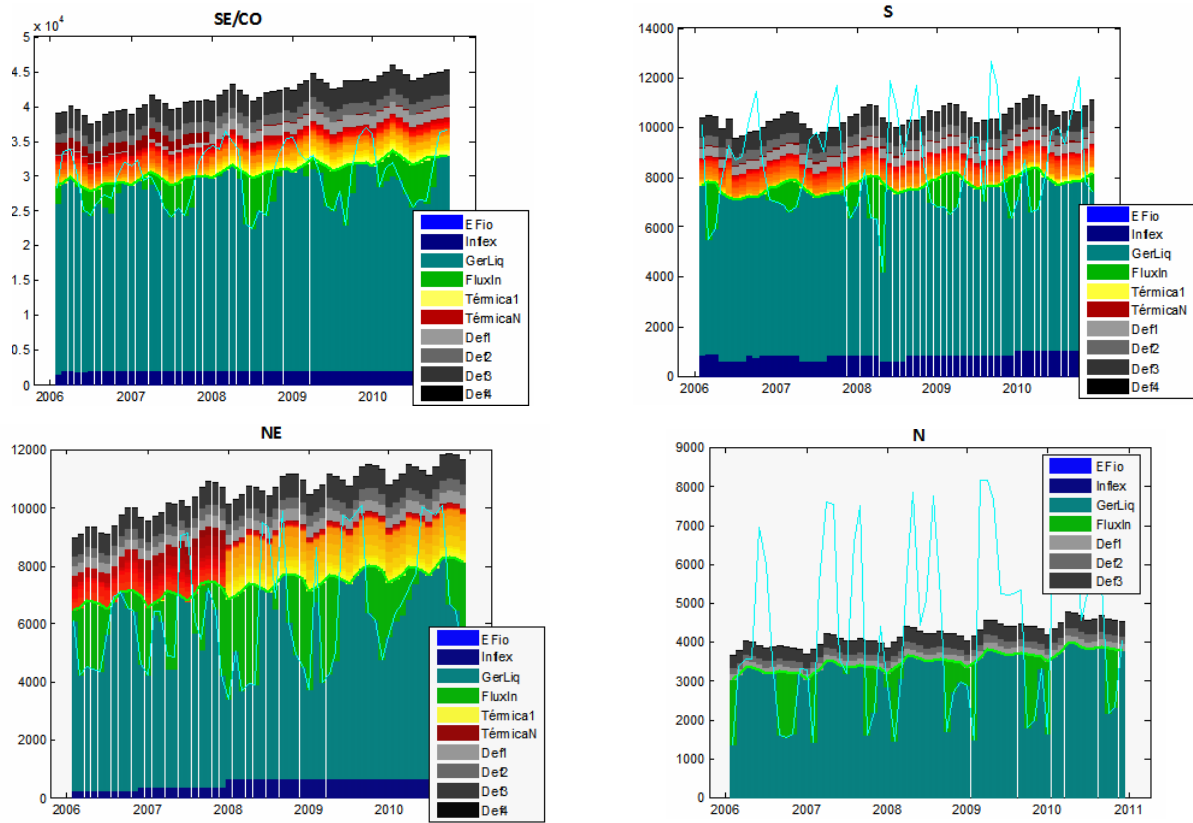 SE/CO
x 10⁴
5
4.5
4
3.5
3
2.5
2
1.5
1
0.5
0
2006 2007 2008 2009 2010
EFio
Inflex
GerLiq
FluxIn
Térmica1
TérmicaN
Def1
Def2
Def3
Def4
S
14000
12000
10000
8000
6000
4000
2000
0
2006 2007 2008 2009 2010
EFio
Inflex
GerLiq
FluxIn
Térmica1
TérmicaN
Def1
Def2
Def3
Def4
NE
12000
10000
8000
6000
4000
2000
0
2006 2007 2008 2009 2010
EFio
Inflex
GerLiq
FluxIn
Térmica1
TérmicaN
Def1
Def2
Def3
Def4
N
9000
8000
7000
6000
5000
4000
3000
2000
1000
0
2006 2007 2008 2009 2010 2011
EFio
Inflex
GerLiq
FluxIn
Def1
Def2
Def3